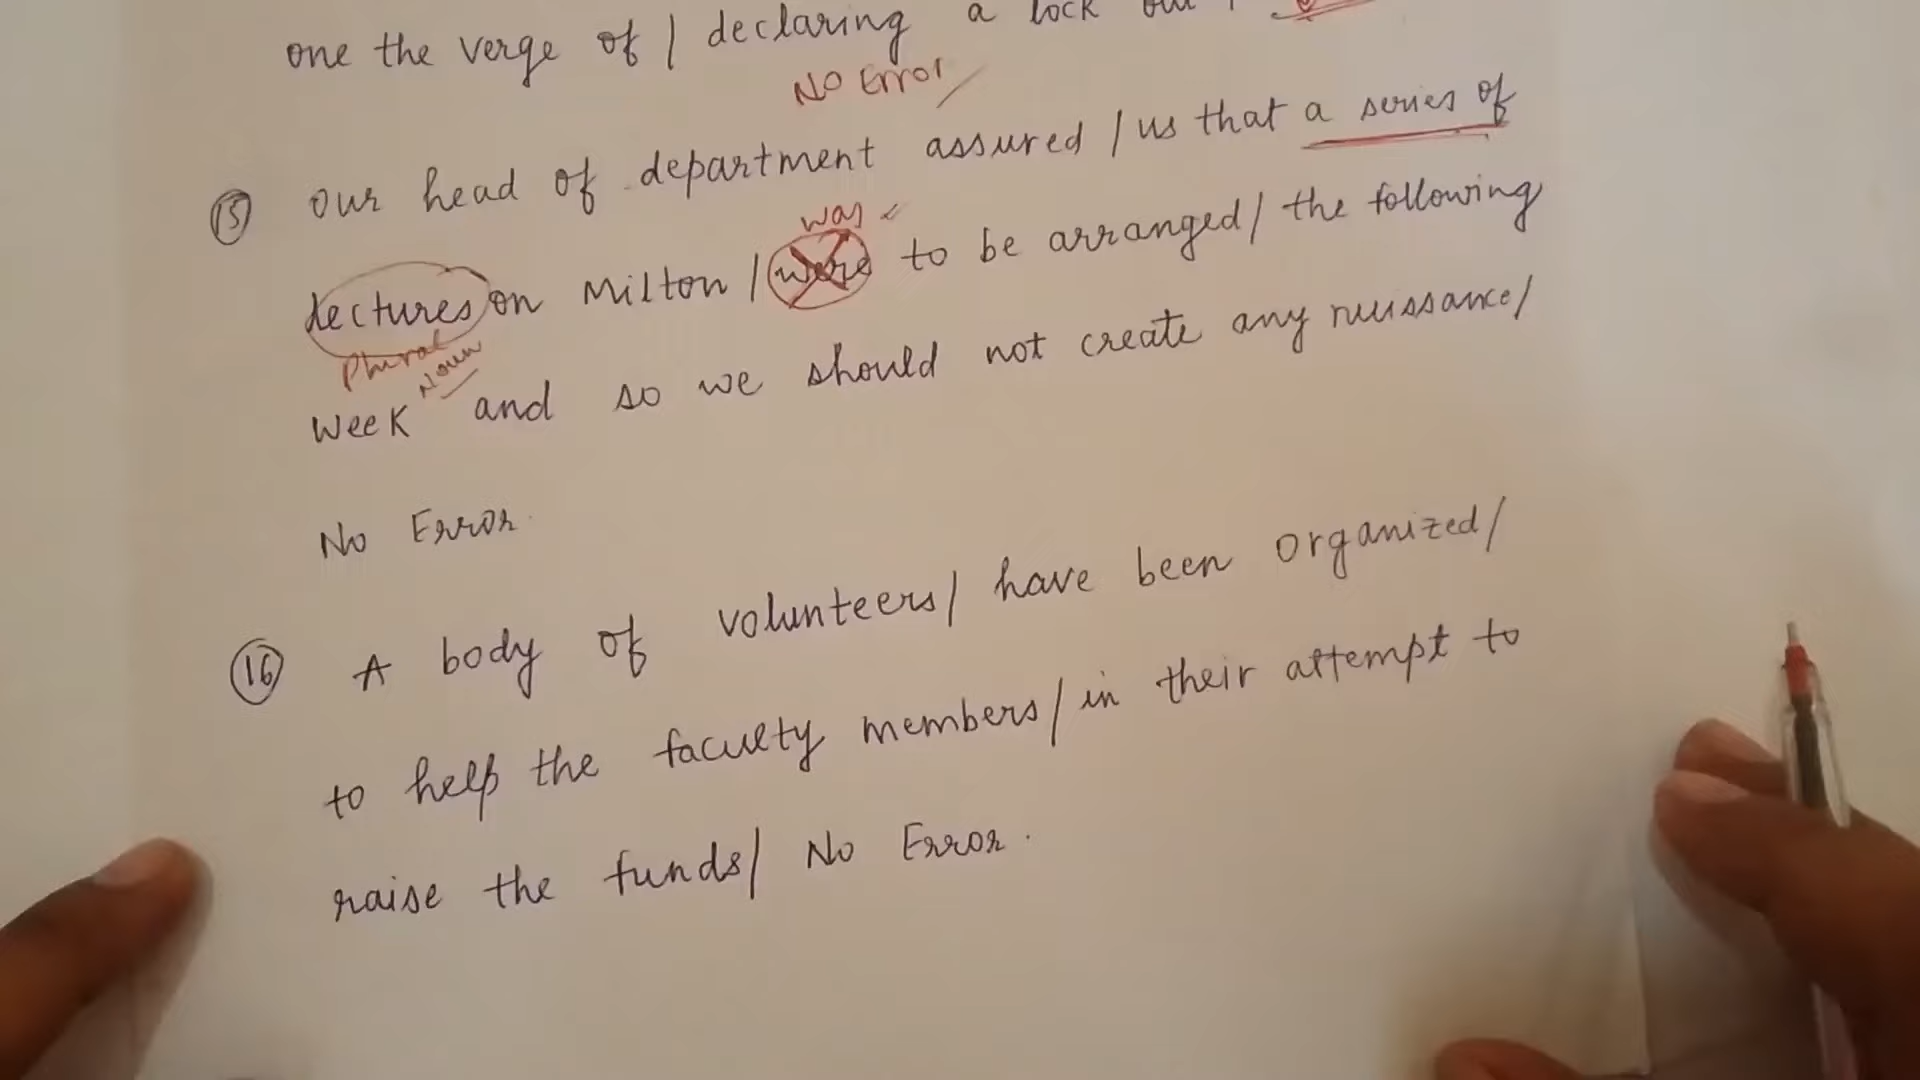 one the verge of / declaring a lock out /
No Error
15 our head of department assured / us that a series of
was
lectures on Milton / were to be arranged / the following
Plural
Noun
week and so we should not create any nuissance /
No Error.
16 A body of volunteers / have been organized /
to help the faculty members / in their attempt to
raise the funds / No Error.